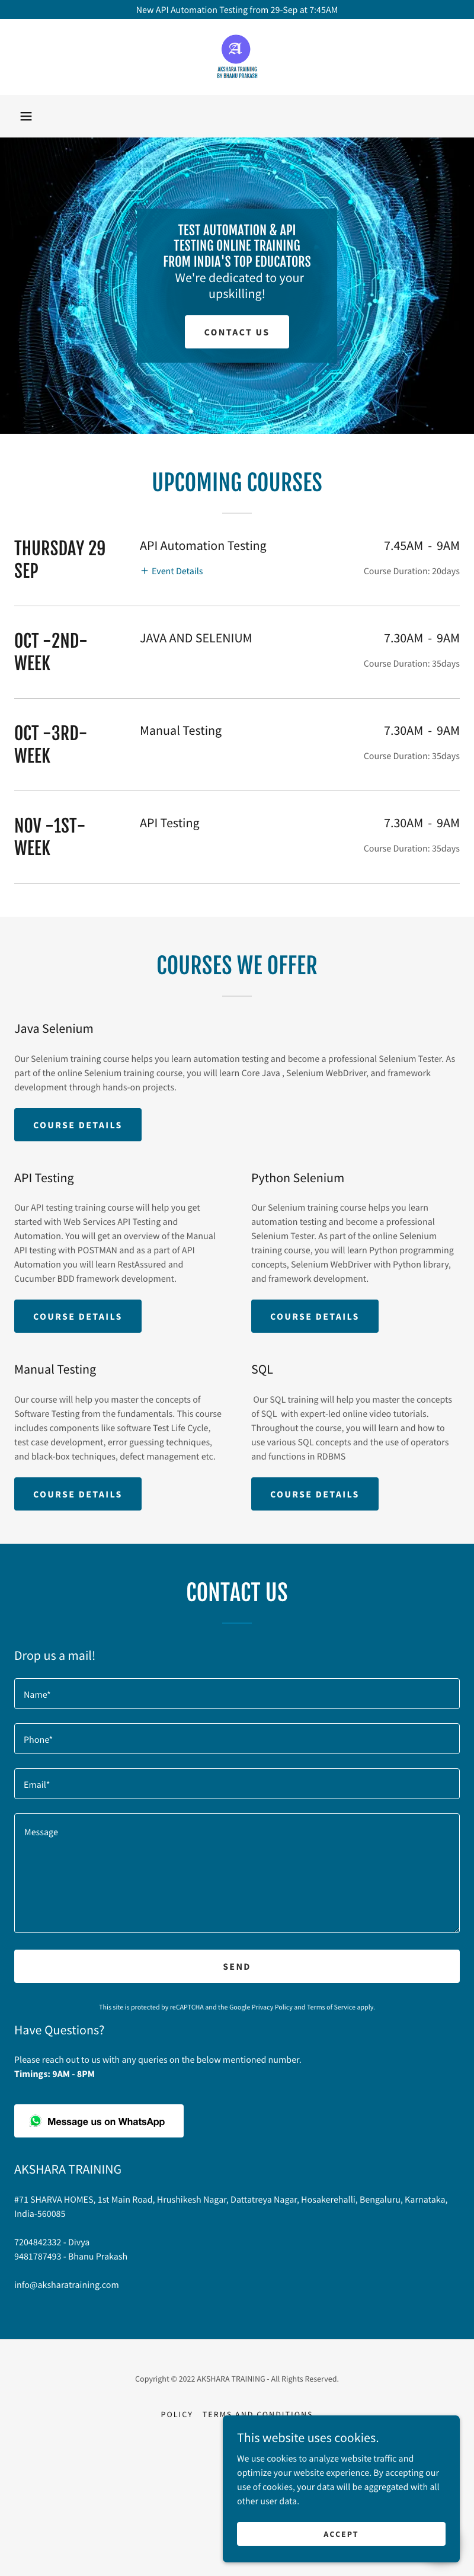 New API Automation Testing from 29-Sep at 7:45AM
A
AKSHARA TRAINING
BY BHANU PRAKASH
TEST AUTOMATION & API
TESTING ONLINE TRAINING
FROM INDIA'S TOP EDUCATORS
We're dedicated to your
upskilling!
CONTACT US
UPCOMING COURSES
THURSDAY 29
SEP
API Automation Testing
+ Event Details
7.45AM - 9AM
Course Duration: 20days
OCT -2ND-
WEEK
JAVA AND SELENIUM
7.30AM - 9AM
Course Duration: 35days
OCT -3RD-
WEEK
Manual Testing
7.30AM - 9AM
Course Duration: 35days
NOV -1ST-
WEEK
API Testing
7.30AM - 9AM
Course Duration: 35days
COURSES WE OFFER
Java Selenium
Our Selenium training course helps you learn automation testing and become a professional Selenium Tester. As
part of the online Selenium training course, you will learn Core Java , Selenium WebDriver, and framework
development through hands-on projects.
COURSE DETAILS
API Testing
Our API testing training course will help you get
started with Web Services API Testing and
Automation. You will get an overview of the Manual
API testing with POSTMAN and as a part of API
Automation you will learn RestAssured and
Cucumber BDD framework development.
COURSE DETAILS
Python Selenium
Our Selenium training course helps you learn
automation testing and become a professional
Selenium Tester. As part of the online Selenium
training course, you will learn Python programming
concepts, Selenium WebDriver with Python library,
and framework development.
COURSE DETAILS
Manual Testing
Our course will help you master the concepts of
Software Testing from the fundamentals. This course
includes components like software Test Life Cycle,
test case development, error guessing techniques,
and black-box techniques, defect management etc.
COURSE DETAILS
SQL
Our SQL training will help you master the concepts
of SQL with expert-led online video tutorials.
Throughout the course, you will learn and how to
use various SQL concepts and the use of operators
and functions in RDBMS
COURSE DETAILS
CONTACT US
Drop us a mail!
Name*
Phone*
Email*
Message
SEND
This site is protected by reCAPTCHA and the Google Privacy Policy and Terms of Service apply.
Have Questions?
Please reach out to us with any queries on the below mentioned number.
Timings: 9AM - 8PM
Message us on WhatsApp
AKSHARA TRAINING
#71 SHARVA HOMES, 1st Main Road, Hrushikesh Nagar, Dattatreya Nagar, Hosakerehalli, Bengaluru, Karnataka,
India-560085
7204842332 - Divya
9481787493 - Bhanu Prakash
info@aksharatraining.com
Copyright © 2022 AKSHARA TRAINING - All Rights Reserved.
POLICY TERMS AND CONDITIONS
This website uses cookies.
We use cookies to analyze website traffic and
optimize your website experience. By accepting our
use of cookies, your data will be aggregated with all
other user data.
ACCEPT